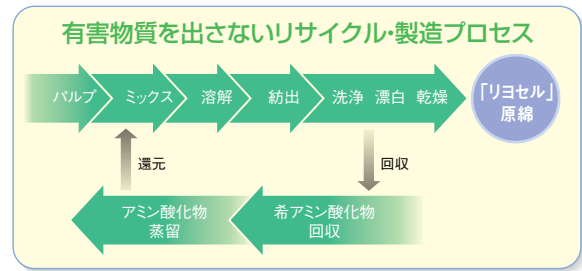 有害物質を出さないリサイクル・製造プロセス
パルプ ミックス 溶解 紡出 洗浄 漂白 乾燥
「リヨセル」
原綿
還元 回収
アミン酸化物
蒸留
希アミン酸化物
回収